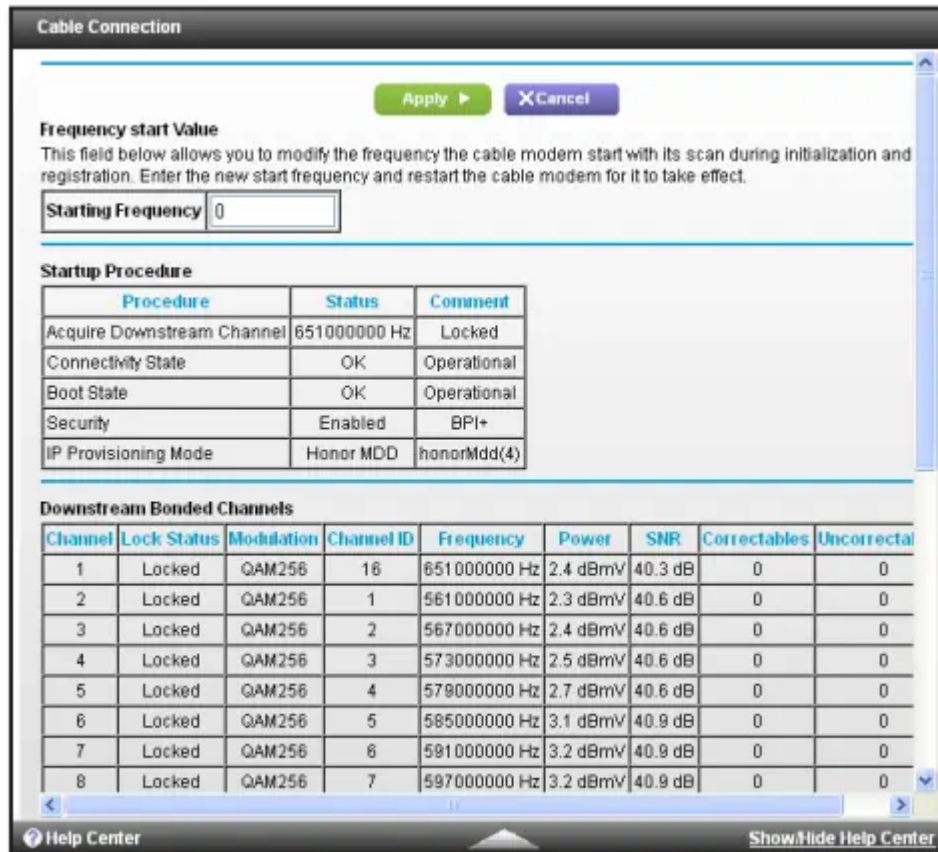 Cable Connection
Apply
Cancel
Frequency start Value
This field below allows you to modify the frequency the cable modem start with its scan during initialization and
registration. Enter the new start frequency and restart the cable modem for it to take effect.
Starting Frequency 0
Startup Procedure
Procedure Status Comment
Acquire Downstream Channel 651000000 Hz Locked
Connectivity State OK Operational
Boot State OK Operational
Security Enabled BPI+
IP Provisioning Mode Honor MDD honorMdd(4)
Downstream Bonded Channels
Channel Lock Status Modulation Channel ID Frequency Power SNR Correctables Uncorrectal
1 Locked QAM256 16 651000000 Hz 2.4 dBmV 40.3 dB 0 0
2 Locked QAM256 1 561000000 Hz 2.3 dBmV 40.6 dB 0 0
3 Locked QAM256 2 567000000 Hz 2.4 dBmV 40.6 dB 0 0
4 Locked QAM256 3 573000000 Hz 2.5 dBmV 40.6 dB 0 0
5 Locked QAM256 4 579000000 Hz 2.7 dBmV 40.6 dB 0 0
6 Locked QAM256 5 585000000 Hz 3.1 dBmV 40.9 dB 0 0
7 Locked QAM256 6 591000000 Hz 3.2 dBmV 40.9 dB 0 0
8 Locked QAM256 7 597000000 Hz 3.2 dBmV 40.9 dB 0 0
Help Center
Show/Hide Help Center